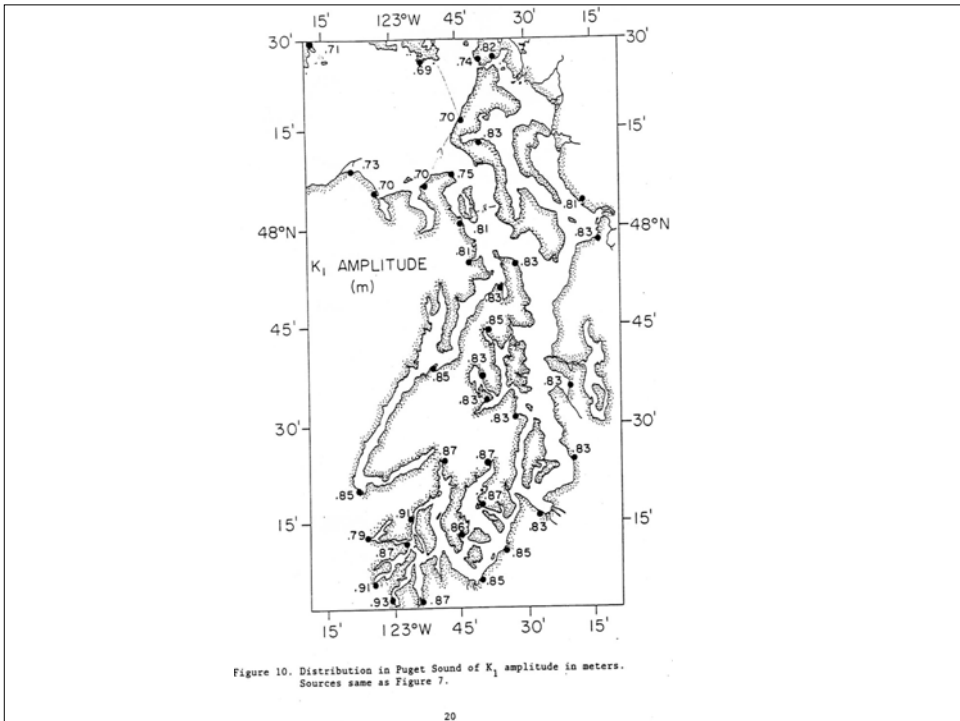 15' 123°W 45' 30' 15'
30' .71 .69 .74 .82 30'
.70
15' .83 15'
.73
.70 .70 .75
.81
48°N .81 .83 48°N
.81 .83
K₁ AMPLITUDE
(m)
.83
45' .85 45'
.83
.85 .83
.83
.83
30' 30'
.87 .87 .83
.85 .87
15' .91 .86 .83 15'
.79
.87 .85
.91 .85
.93 .87
15' 123°W 45' 30' 15'
Figure 10. Distribution in Puget Sound of K₁ amplitude in meters.
Sources same as Figure 7.
20